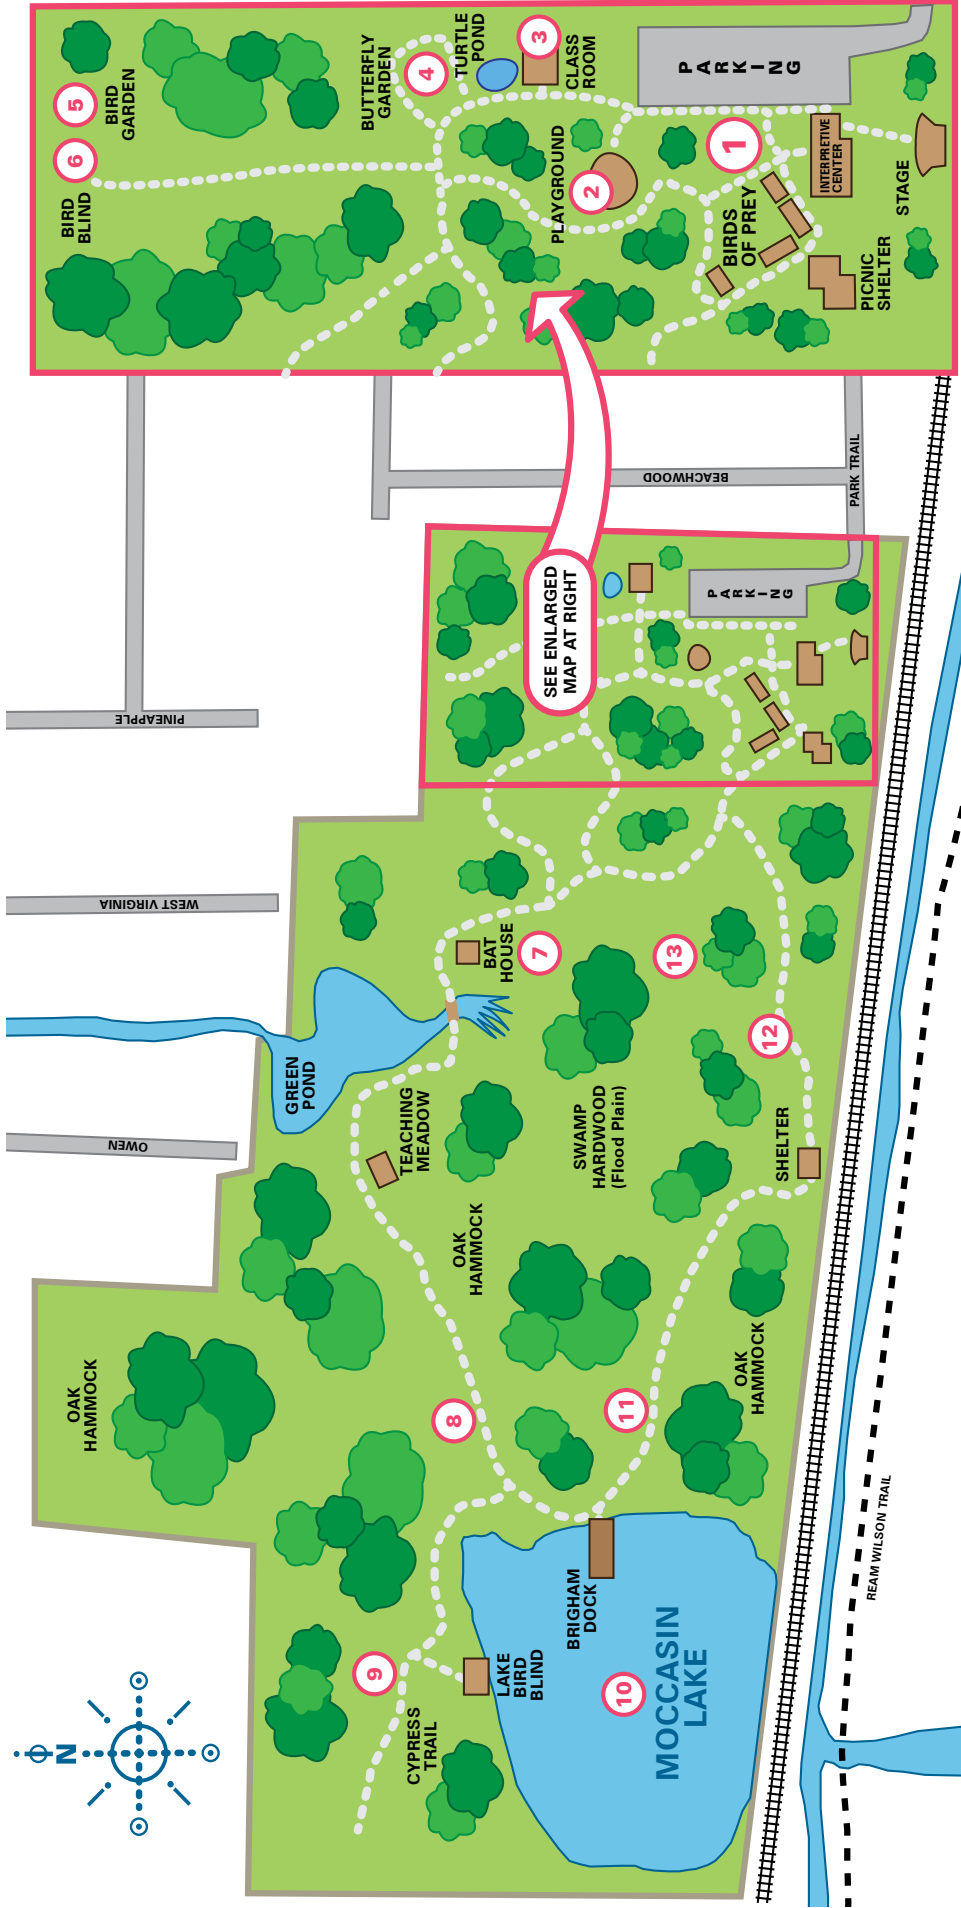 N
OAK
HAMMOCK
OWEN
WEST VIRGINIA
PINEAPPLE
GREEN
POND
9
CYPRESS
TRAIL
8
OAK
HAMMOCK
TEACHING
MEADOW
BAT
HOUSE
7
LAKE
BIRD
BLIND
BRIGHAM
DOCK
10
MOCCASIN
LAKE
11
SWAMP
HARDWOOD
(Flood Plain)
13
12
SHELTER
OAK
HAMMOCK
REAM WILSON TRAIL
SEE ENLARGED
MAP AT RIGHT
PARKING
BEACHWOOD
PARK TRAIL
6
BIRD
BLIND
5
BIRD
GARDEN
BUTTERFLY
GARDEN
4
TURTLE
POND
3
CLASS
ROOM
PLAYGROUND
2
PARKING
1
BIRDS
OF PREY
INTERPRETIVE
CENTER
PICNIC
SHELTER
STAGE